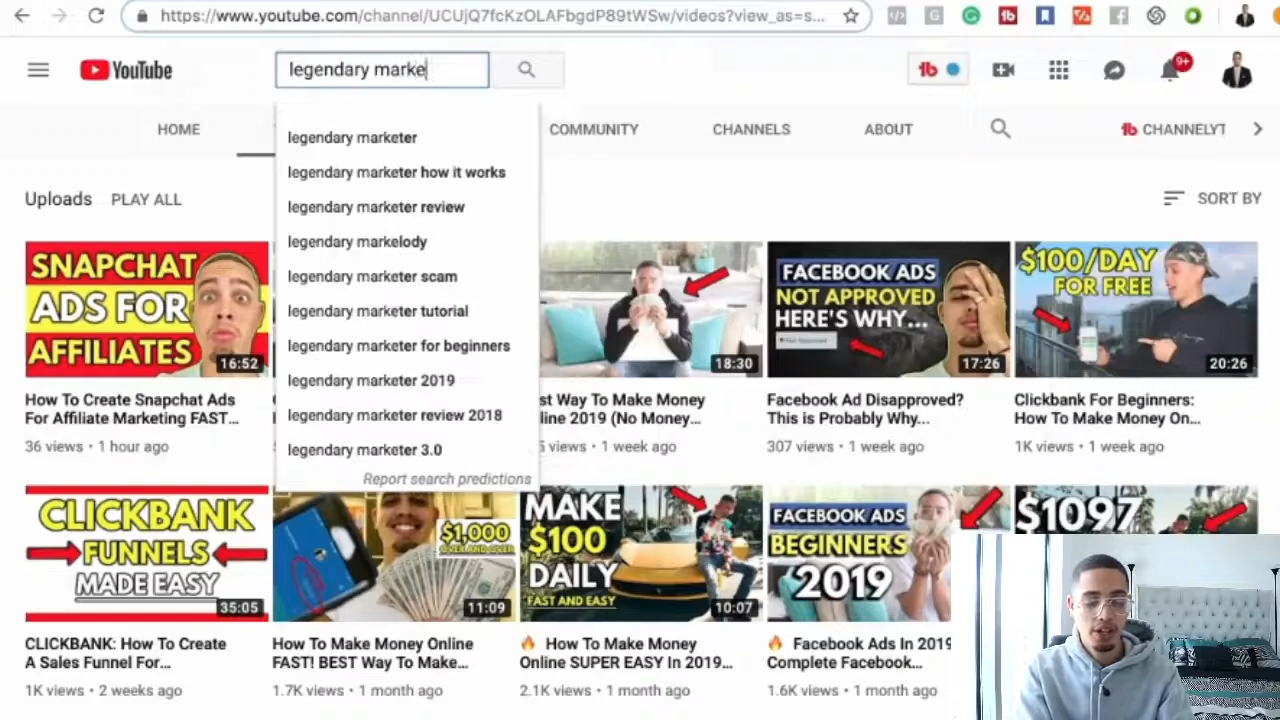 https://www.youtube.com/channel/UCUjQ7fcKzOLAFbgdP89tWSw/videos?view_as=s...
YouTube
legendary marke
9+
HOME
COMMUNITY
CHANNELS
ABOUT
CHANNELYT
legendary marketer
legendary marketer how it works
legendary marketer review
legendary markelody
legendary marketer scam
legendary marketer tutorial
legendary marketer for beginners
legendary marketer 2019
legendary marketer review 2018
legendary marketer 3.0
Report search predictions
Uploads
PLAY ALL
SORT BY
SNAPCHAT
ADS FOR
AFFILIATES
16:52
How To Create Snapchat Ads
For Affiliate Marketing FAST...
36 views • 1 hour ago
18:30
st Way To Make Money
line 2019 (No Money...
5 views • 1 week ago
FACEBOOK ADS
NOT APPROVED
HERE'S WHY...
17:26
Facebook Ad Disapproved?
This is Probably Why...
307 views • 1 week ago
$100/DAY
FOR FREE
20:26
Clickbank For Beginners:
How To Make Money On...
1K views • 1 week ago
CLICKBANK
FUNNELS
MADE EASY
35:05
CLICKBANK: How To Create
A Sales Funnel For...
1K views • 2 weeks ago
$1,000
OVER AND OVER
11:09
How To Make Money Online
FAST! BEST Way To Make...
1.7K views • 1 month ago
MAKE
$100
DAILY
FAST AND EASY
10:07
How To Make Money
Online SUPER EASY In 2019...
2.1K views • 1 month ago
FACEBOOK ADS
BEGINNERS
2019
Facebook Ads In 2019
Complete Facebook...
1.6K views • 1 month ago
$1097